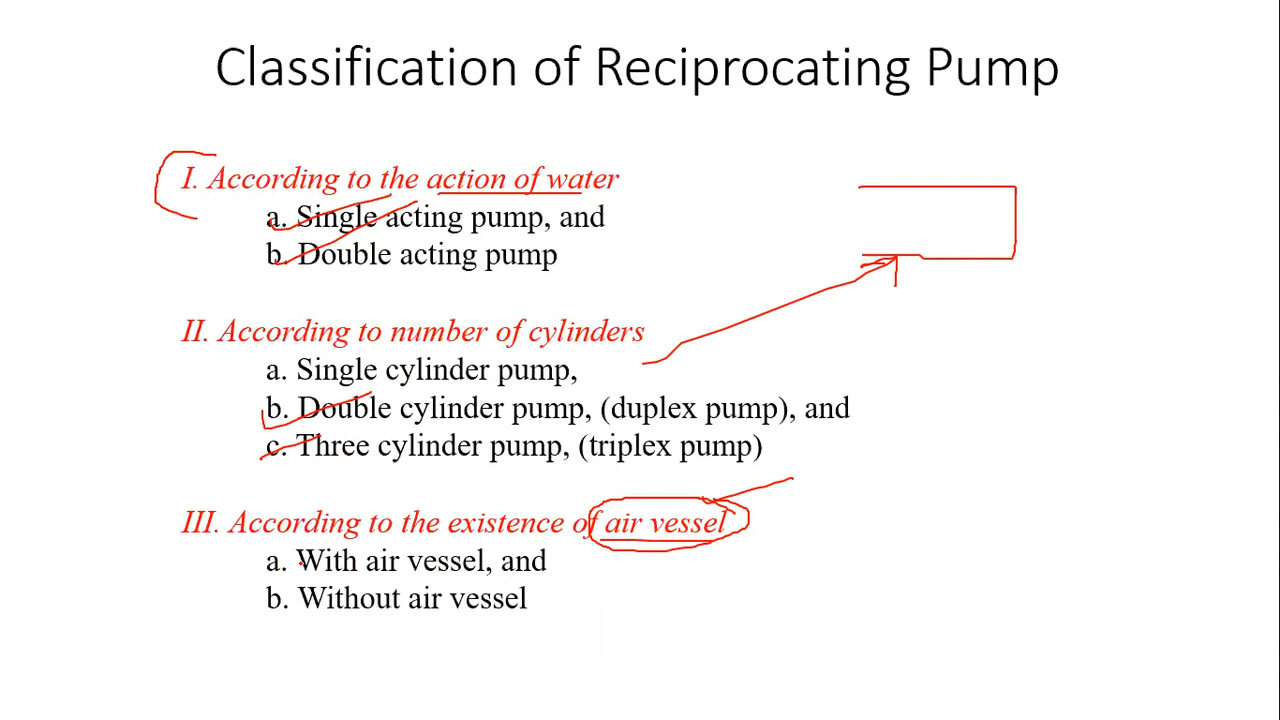 Classification of Reciprocating Pump
I. According to the action of water
a. Single acting pump, and
b. Double acting pump
II. According to number of cylinders
a. Single cylinder pump,
b. Double cylinder pump, (duplex pump), and
c. Three cylinder pump, (triplex pump)
III. According to the existence of air vessel
a. With air vessel, and
b. Without air vessel